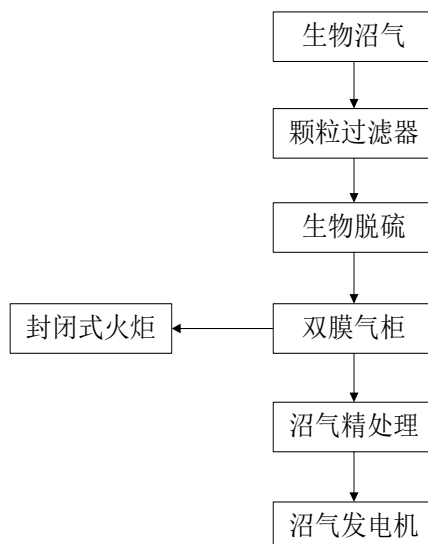 生物沼气
颗粒过滤器
生物脱硫
封闭式火炬
双膜气柜
沼气精处理
沼气发电机